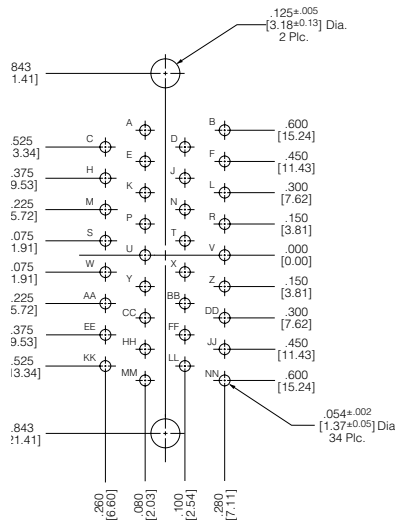 .125±.005
[3.18±0.13] Dia.
2 Plc.
843
1.41]
A
B
.600
[15.24]
.525
3.34]
C
D
E
F
.450
[11.43]
.375
9.53]
H
J
K
L
.300
[7.62]
.225
5.72]
M
N
P
R
.150
[3.81]
.075
1.91]
S
T
U
V
.000
[0.00]
.075
1.91]
W
X
Y
Z
.150
[3.81]
.225
5.72]
AA
BB
CC
DD
.300
[7.62]
.375
9.53]
EE
FF
HH
JJ
.450
[11.43]
.525
13.34]
KK
LL
MM
NN
.600
[15.24]
.843
21.41]
.054±.002
[1.37±0.05] Dia
34 Plc.
.260
[6.60]
.080
[2.03]
.100
[2.54]
.280
[7.11]